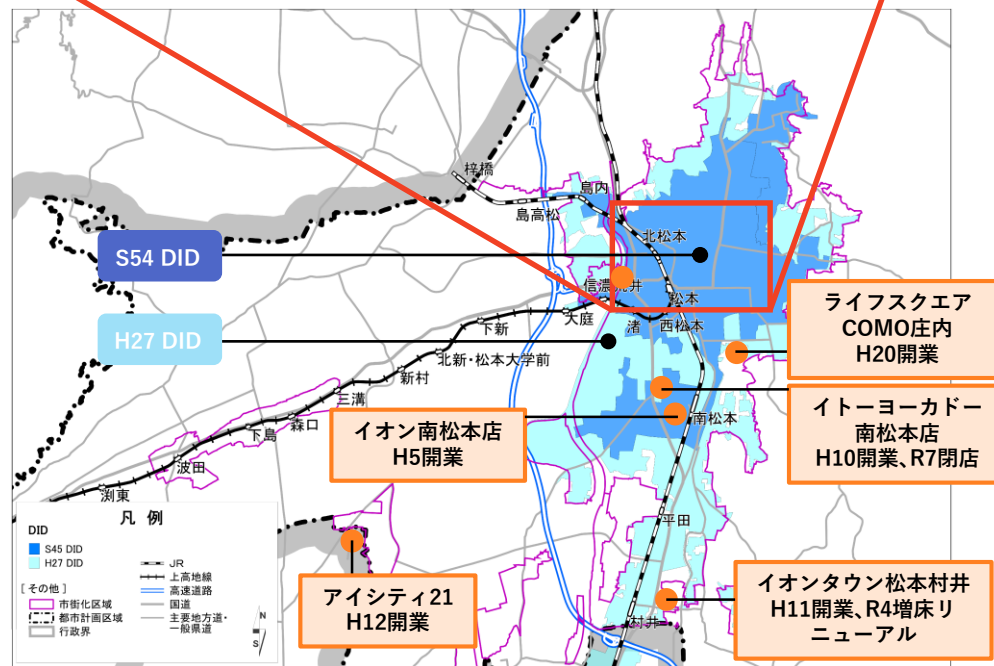 梓橋
島内
島高松
北松本
S54 DID
信濃荒井
松本
大庭
渚
西松本
ライフスクエア
COMO庄内
H20開業
H27 DID
下新
北新・松本大学前
新村
三溝
イトーヨーカドー
南松本店
H10開業、R7閉店
イオン南松本店
H5開業
南松本
森口
下島
波田
渕東
平田
凡 例
DID
S45 DID
H27 DID
[ その他 ]
市街化区域
都市計画区域
行政界
JR
上高地線
高速道路
国道
主要地方道・
一般県道
N
S
アイシティ21
H12開業
イオンタウン松本村井
H11開業、R4増床リ
ニューアル
村井